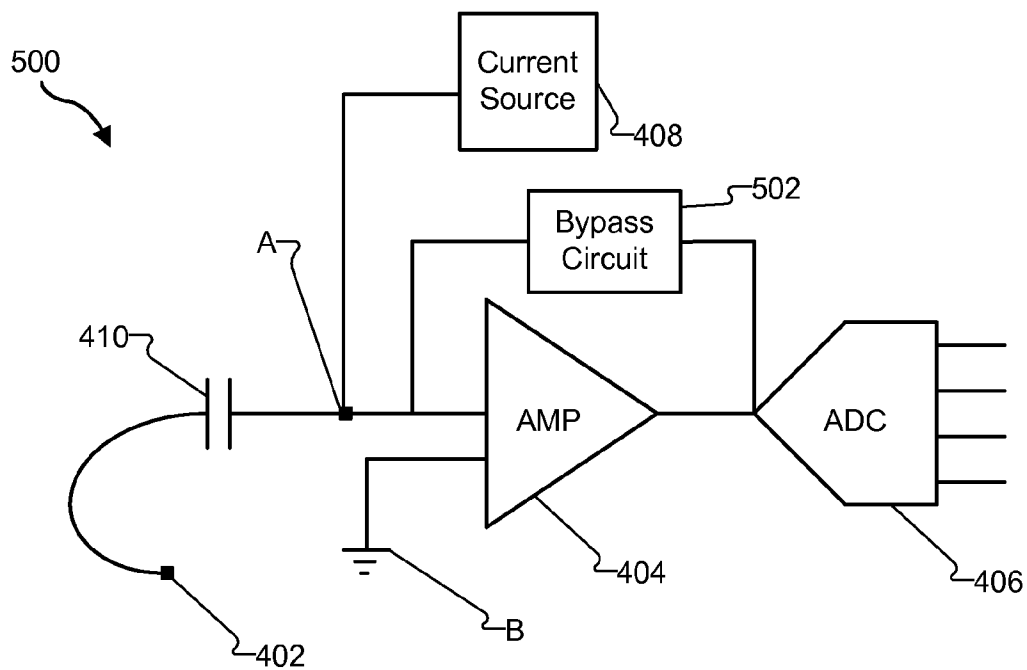 500
Current
Source
408
502
Bypass
Circuit
A
410
AMP
ADC
404
406
B
402